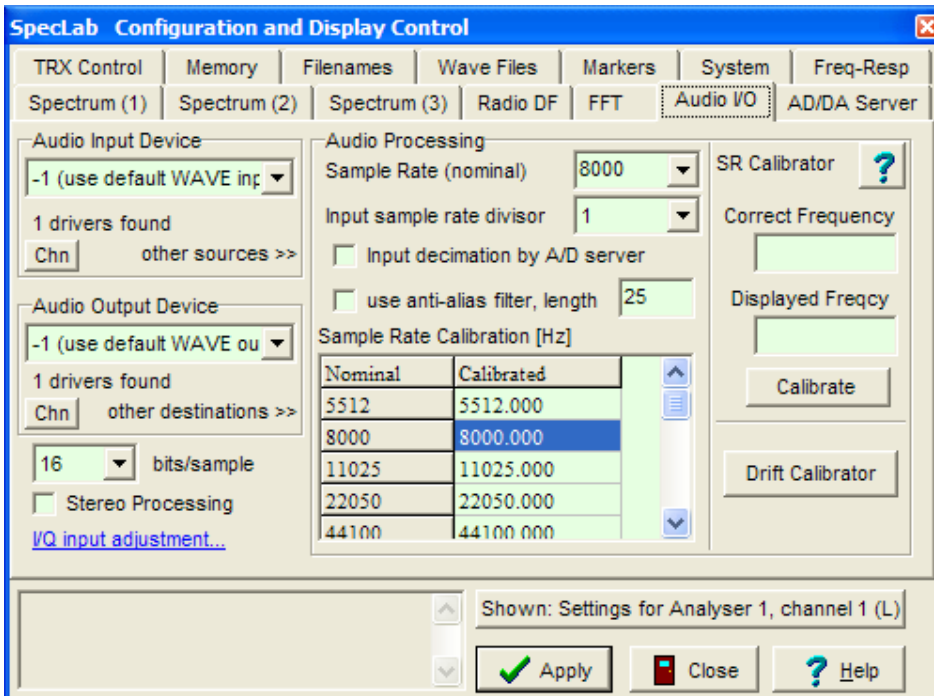 SpecLab Configuration and Display Control
TRX Control Memory Filenames Wave Files Markers System Freq-Resp
Spectrum (1) Spectrum (2) Spectrum (3) Radio DF FFT Audio I/O AD/DA Server
Audio Input Device
-1 (use default WAVE inp
1 drivers found
Chn other sources >>
Audio Output Device
-1 (use default WAVE ou
1 drivers found
Chn other destinations >>
16 bits/sample
Stereo Processing
I/Q input adjustment...
Audio Processing
Sample Rate (nominal) 8000
Input sample rate divisor 1
Input decimation by A/D server
use anti-alias filter, length 25
Sample Rate Calibration [Hz]
Nominal Calibrated
5512 5512.000
8000 8000.000
11025 11025.000
22050 22050.000
44100 44100.000
SR Calibrator ?
Correct Frequency
Displayed Freqcy
Calibrate
Drift Calibrator
Shown: Settings for Analyser 1, channel 1 (L)
Apply Close ? Help